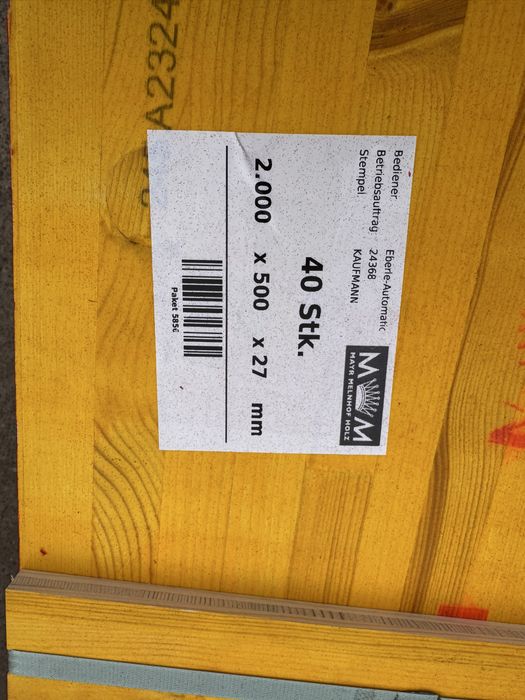 Bediener Eberle-Automatic
Betriebsauftrag: 24368
Stempel KAUFMANN
MM
MAYR MELNHOF HOLZ
40 Stk.
2.000 x 500 x 27 mm
Paket 5856
A2324